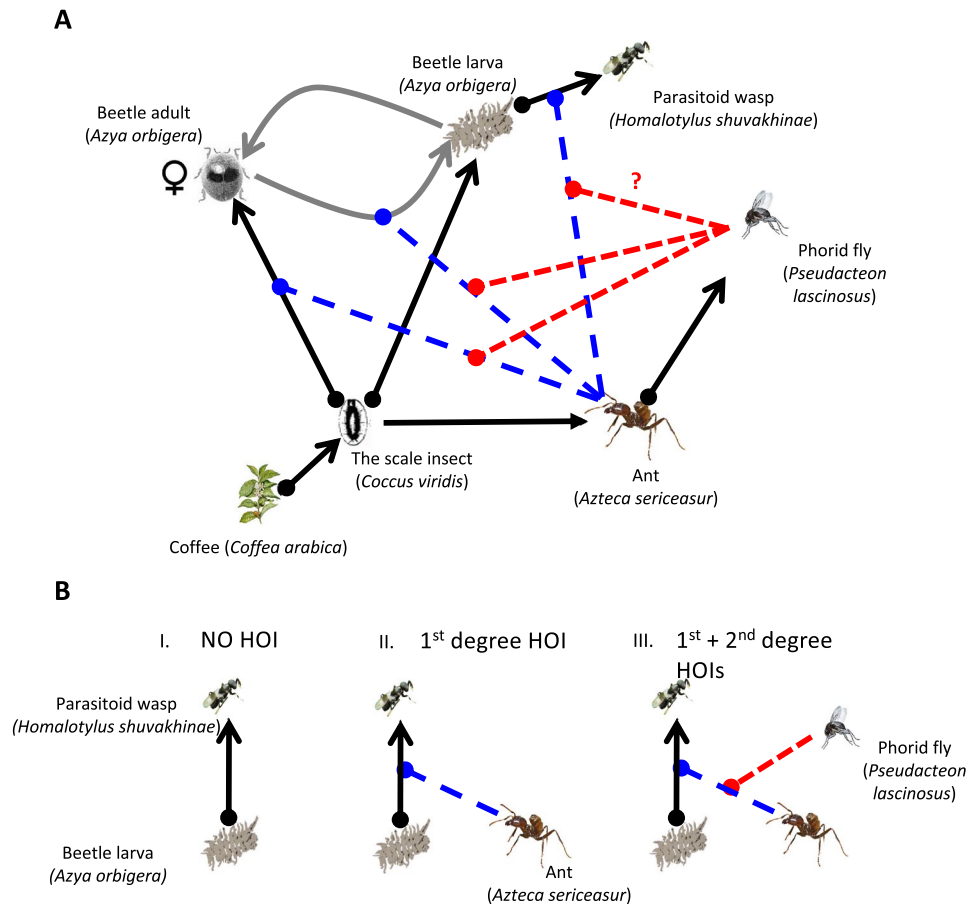 A
Beetle larva
(Azya orbigera)
Parasitoid wasp
(Homalotylus shuvakhinae)
Beetle adult
(Azya orbigera)
♀
?
Phorid fly
(Pseudacteon
lascinosus)
The scale insect
(Coccus viridis)
Ant
(Azteca sericeasur)
Coffee (Coffea arabica)
B
I. NO HOI
II. 1st degree HOI
III. 1st + 2nd degree
HOIs
Parasitoid wasp
(Homalotylus shuvakhinae)
Phorid fly
(Pseudacteon
lascinosus)
Beetle larva
(Azya orbigera)
Ant
(Azteca sericeasur)